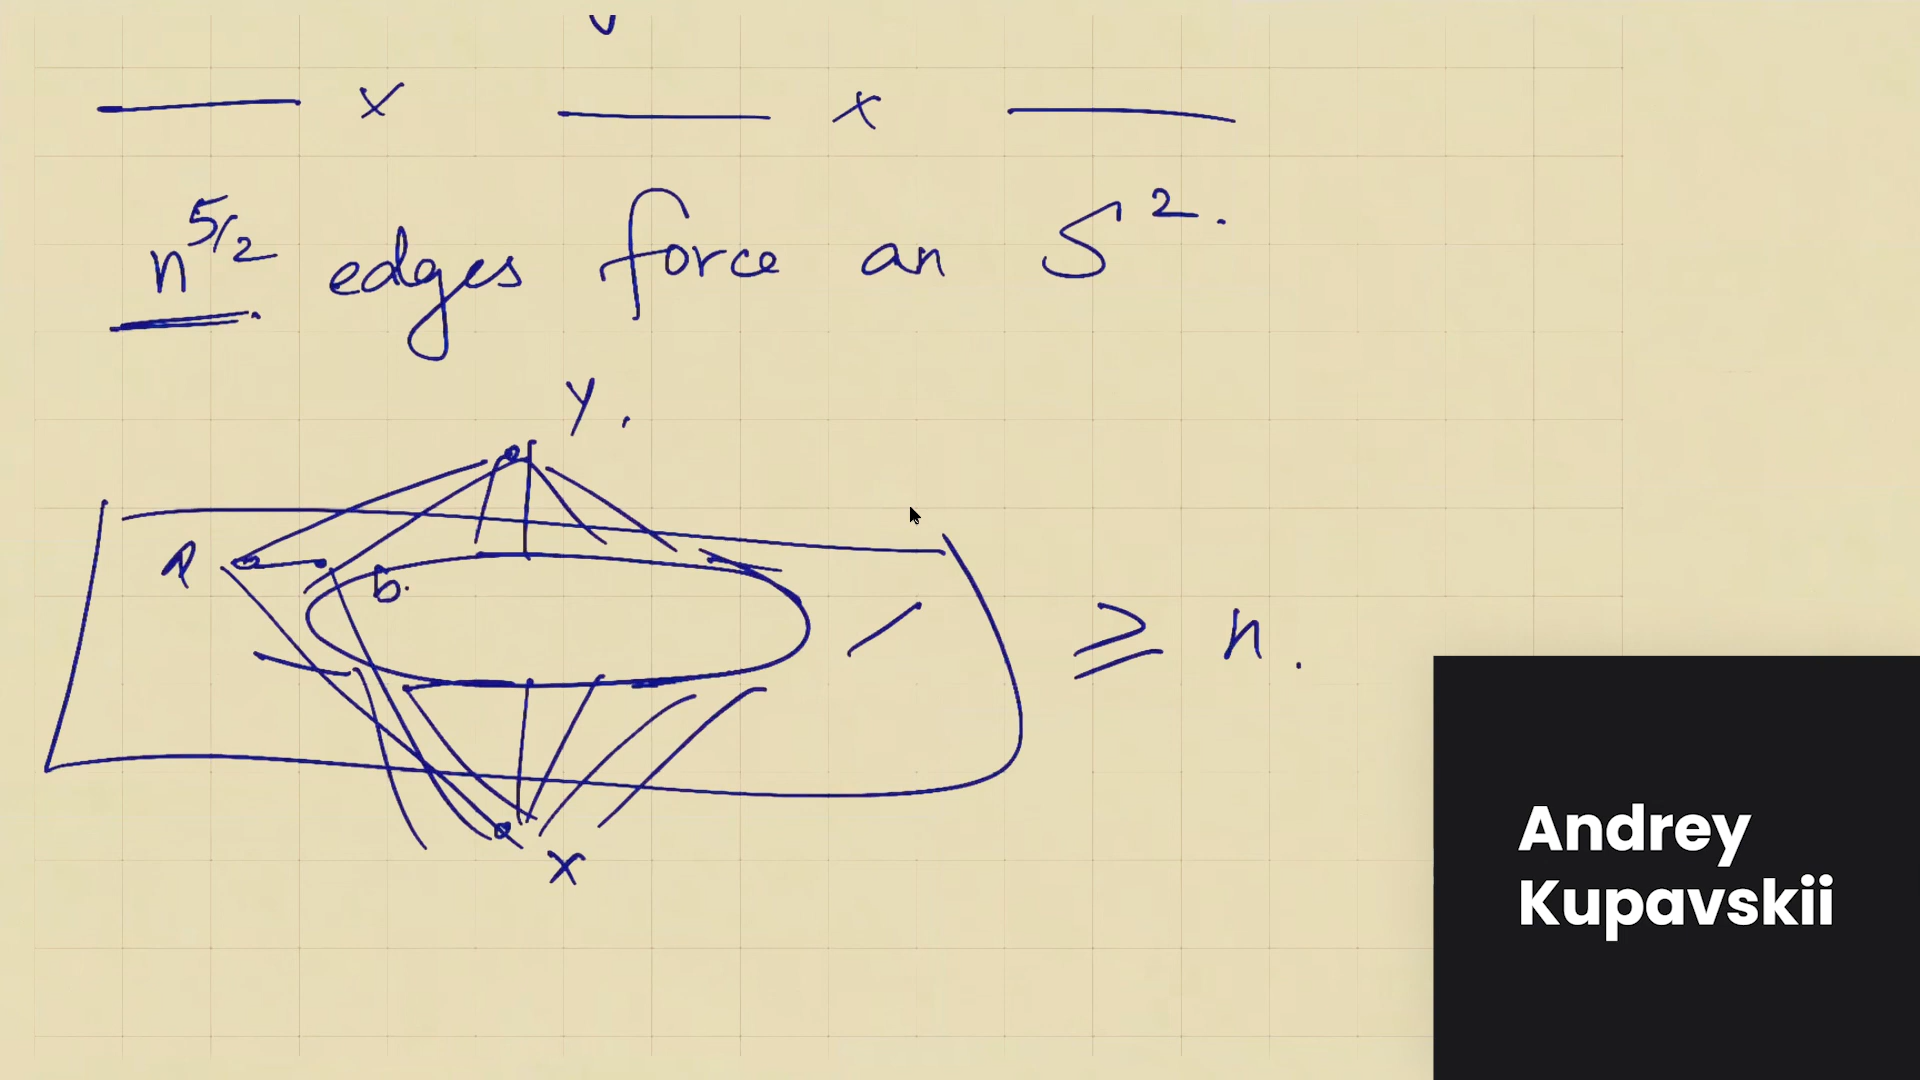 x x
n^{5/2} edges force an S^2.
y.
b.
≥ n.
x
Andrey
Kupavskii